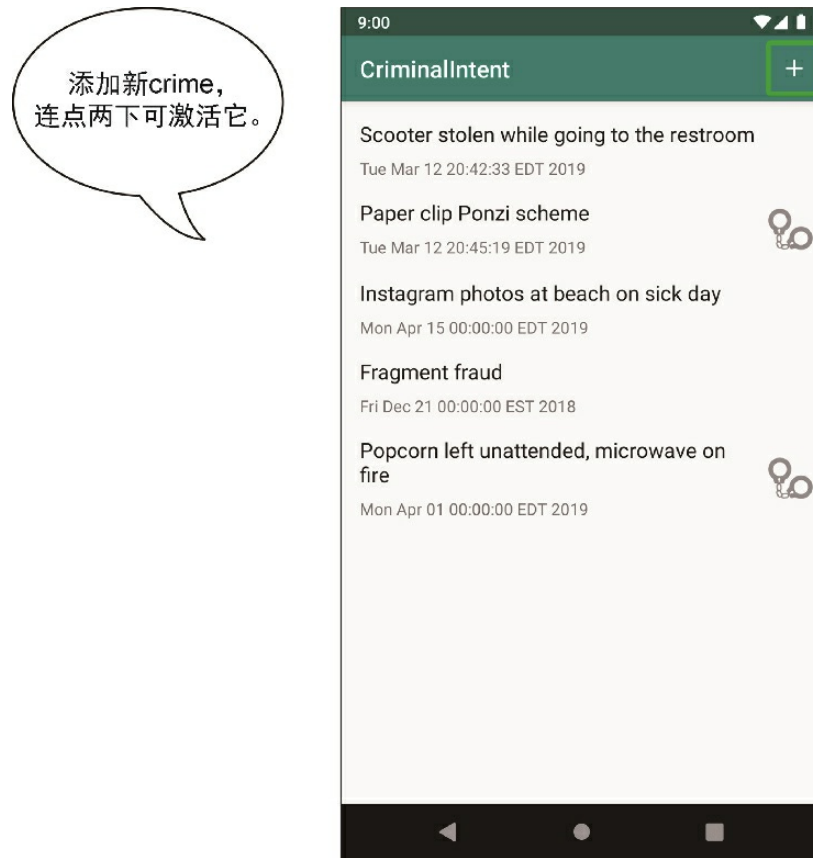 添加新crime，
连点两下可激活它。
9:00
CriminalIntent
+
Scooter stolen while going to the restroom
Tue Mar 12 20:42:33 EDT 2019
Paper clip Ponzi scheme
Tue Mar 12 20:45:19 EDT 2019
Instagram photos at beach on sick day
Mon Apr 15 00:00:00 EDT 2019
Fragment fraud
Fri Dec 21 00:00:00 EST 2018
Popcorn left unattended, microwave on
fire
Mon Apr 01 00:00:00 EDT 2019